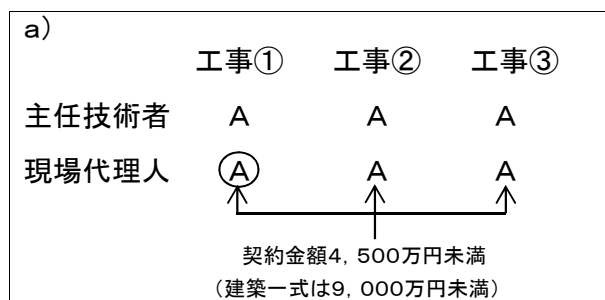 a）
工事① 工事② 工事③
主任技術者 A A A
現場代理人 A A A
契約金額4，500万円未満
（建築一式は9，000万円未満）